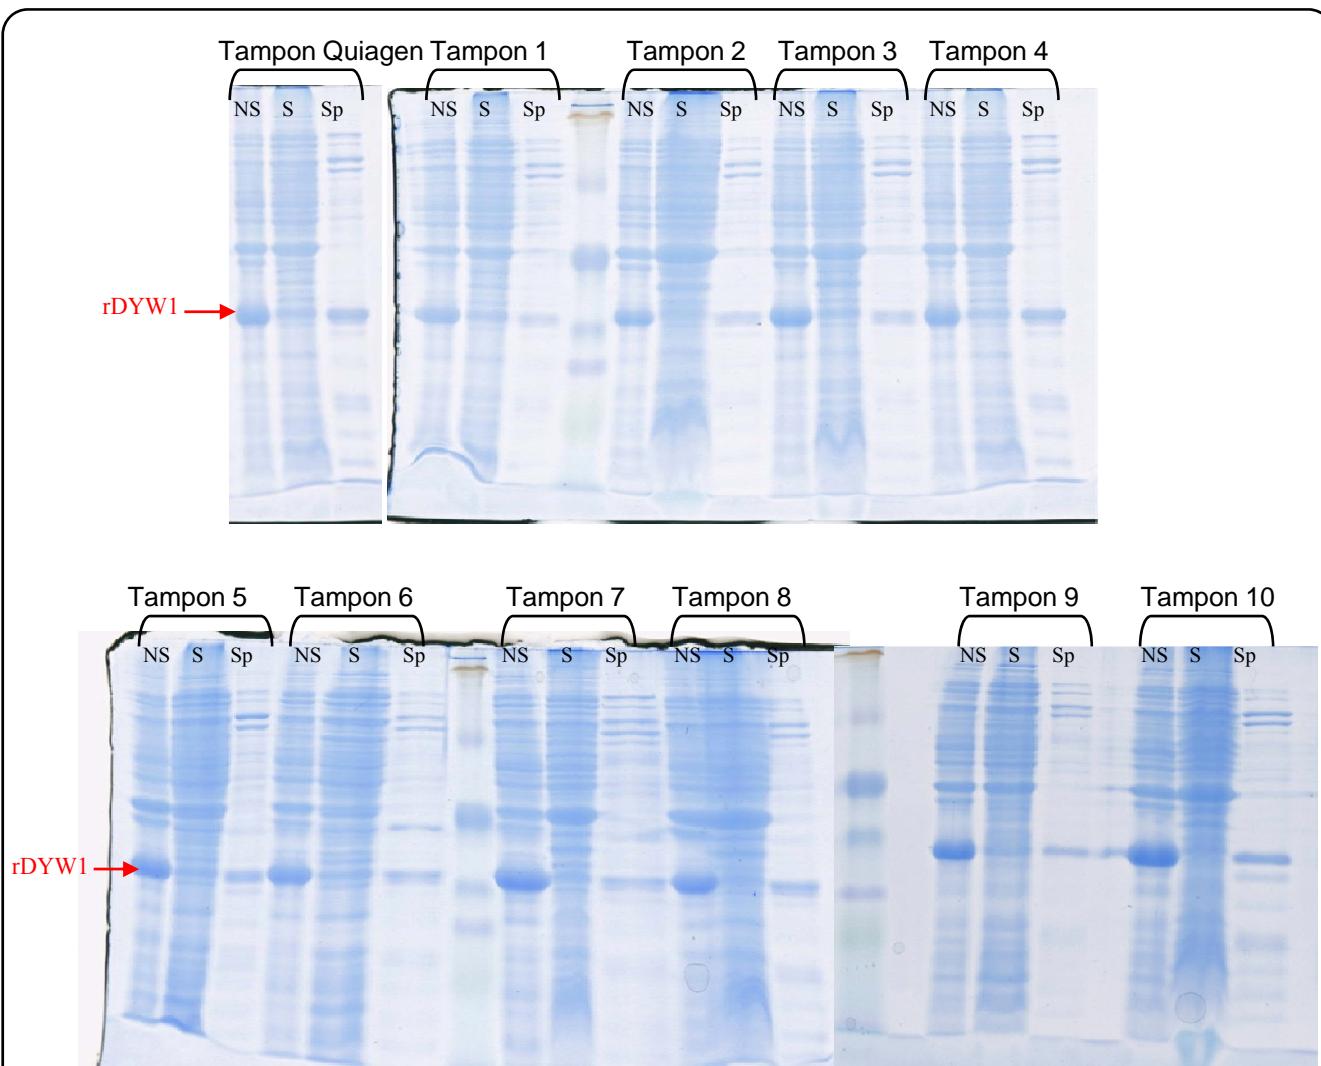 Tampon Quiagen Tampon 1 Tampon 2 Tampon 3 Tampon 4
NS S Sp NS S Sp NS S Sp NS S Sp NS S Sp
rDYW1
Tampon 5 Tampon 6 Tampon 7 Tampon 8 Tampon 9 Tampon 10
NS S Sp NS S Sp NS S Sp NS S Sp NS S Sp NS S Sp
rDYW1